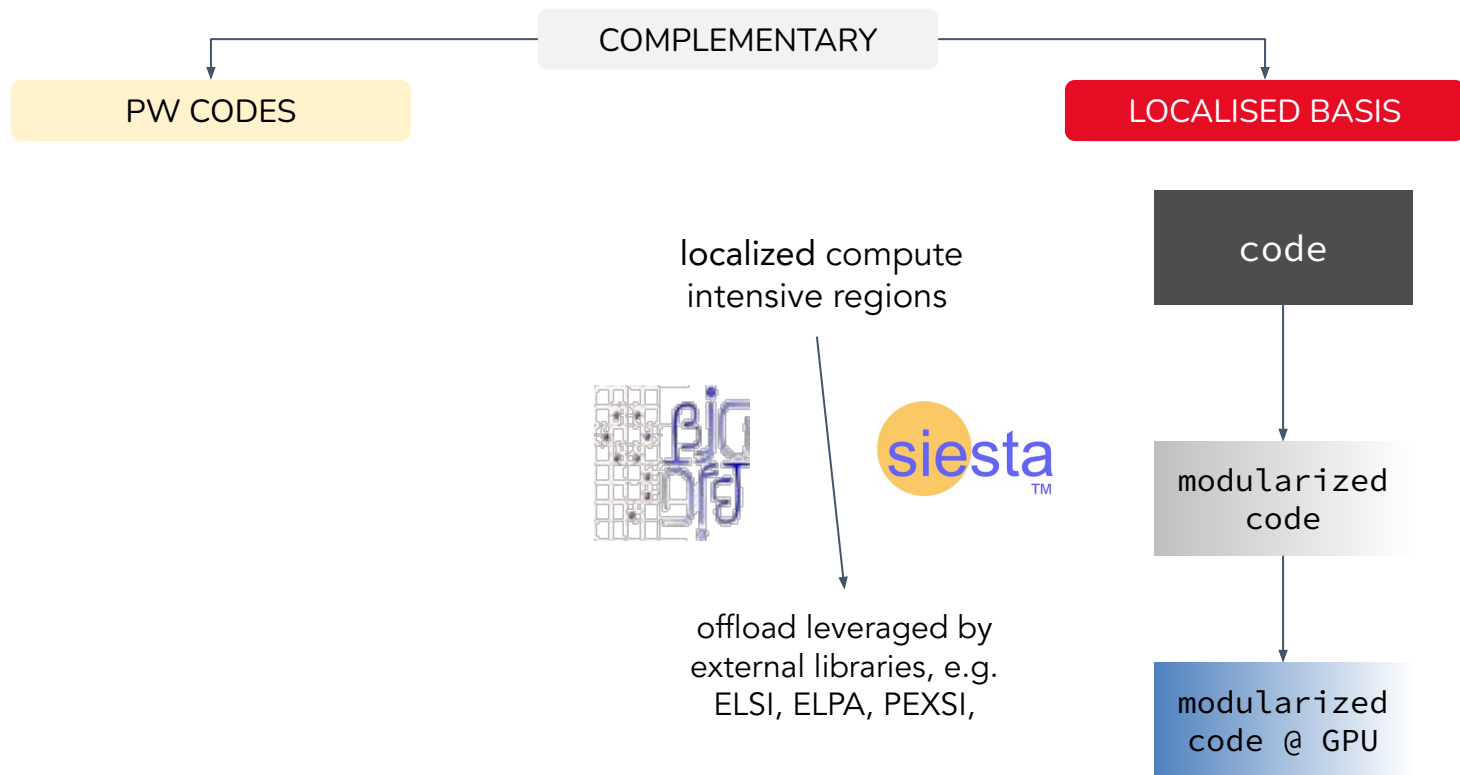 COMPLEMENTARY
PW CODES
LOCALISED BASIS
localized compute
intensive regions
siesta
TM
offload leveraged by
external libraries, e.g.
ELSI, ELPA, PEXSI,
code
modularized
code
modularized
code @ GPU